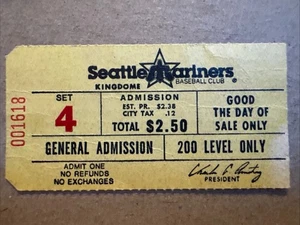 Seattle Mariners
BASEBALL CLUB
KINGDOME
001618
SET
4
ADMISSION
EST. PR. $2.38
CITY TAX .12
TOTAL $2.50
GOOD
THE DAY OF
SALE ONLY
GENERAL ADMISSION
200 LEVEL ONLY
ADMIT ONE
NO REFUNDS
NO EXCHANGES
PRESIDENT